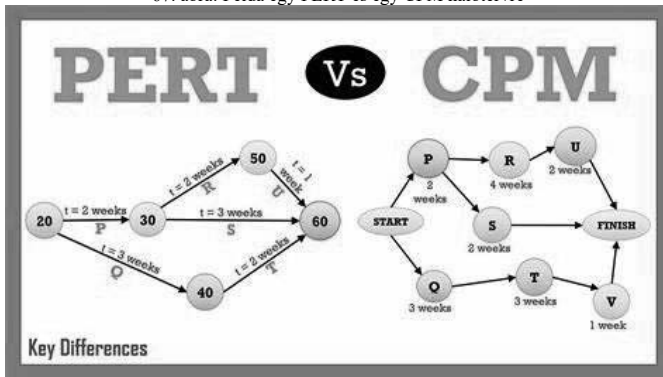 PERT Vs CPM
20
t = 2 weeks
P
30
t = 2 weeks
R
50
t = 1
week
U
t = 3 weeks
S
60
t = 3 weeks
Q
40
t = 2 weeks
T
START
P
2
weeks
R
4 weeks
U
2 weeks
S
2 weeks
FINISH
Q
3 weeks
T
3 weeks
V
1 week
Key Differences